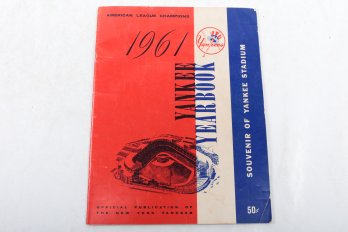 AMERICAN LEAGUE CHAMPIONS
1961
Yankees
YANKEE
YEARBOOK
SOUVENIR OF YANKEE STADIUM
OFFICIAL PUBLICATION OF
THE NEW YORK YANKEES
50¢